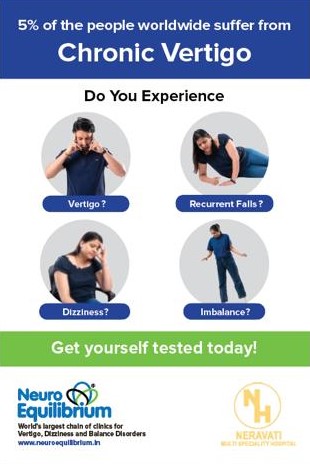 5% of the people worldwide suffer from
Chronic Vertigo
Do You Experience
Vertigo?
Recurrent Falls?
Dizziness?
Imbalance?
Get yourself tested today!
Neuro
Equilibrium
World's largest chain of clinics for
Vertigo, Dizziness and Balance Disorders
www.neuroequilibrium.in
NH
NERAVATI
MULTI SPECIALITY HOSPITAL